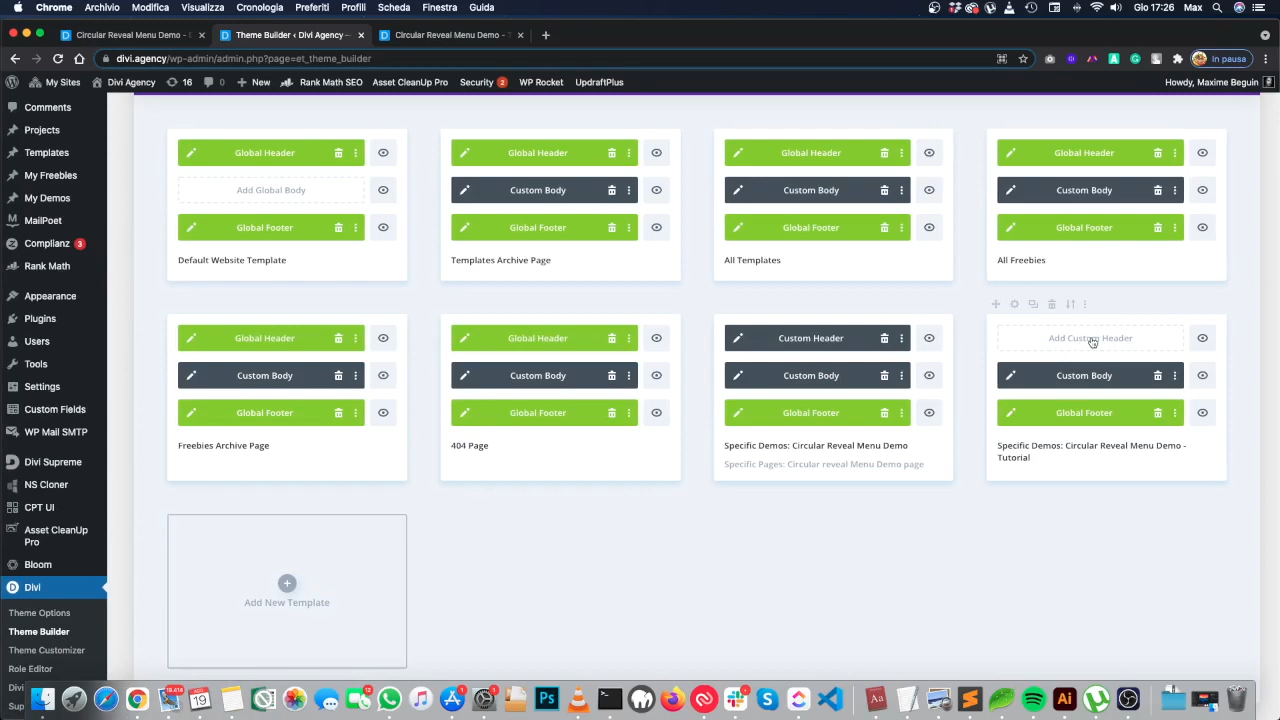 Chrome Archivio Modifica Visualizza Cronologia Preferiti Profili Scheda Finestra Guida Gio 17:26 Max
Circular Reveal Menu Demo - D Theme Builder ‹ Divi Agency — Circular Reveal Menu Demo - T
divi.agency/wp-admin/admin.php?page=et_theme_builder In pausa
My Sites Divi Agency 16 0 New Rank Math SEO Asset CleanUp Pro Security 2 WP Rocket UpdraftPlus Howdy, Maxime Beguin
Comments
Projects
Templates
My Freebies
My Demos
MailPoet
Complianz 3
Rank Math
Appearance
Plugins
Users
Tools
Settings
Custom Fields
WP Mail SMTP
Divi Supreme
NS Cloner
CPT UI
Asset CleanUp
Pro
Bloom
Divi
Theme Options
Theme Builder
Theme Customizer
Role Editor
Divi
Sup
Global Header Global Header Global Header Global Header
Add Global Body Custom Body Custom Body Custom Body
Global Footer Global Footer Global Footer Global Footer
Default Website Template Templates Archive Page All Templates All Freebies
Global Header Global Header Custom Header Add Custom Header
Custom Body Custom Body Custom Body Custom Body
Global Footer Global Footer Global Footer Global Footer
Freebies Archive Page 404 Page Specific Demos: Circular Reveal Menu Demo Specific Demos: Circular Reveal Menu Demo -
Tutorial
Specific Pages: Circular reveal Menu Demo page
Add New Template